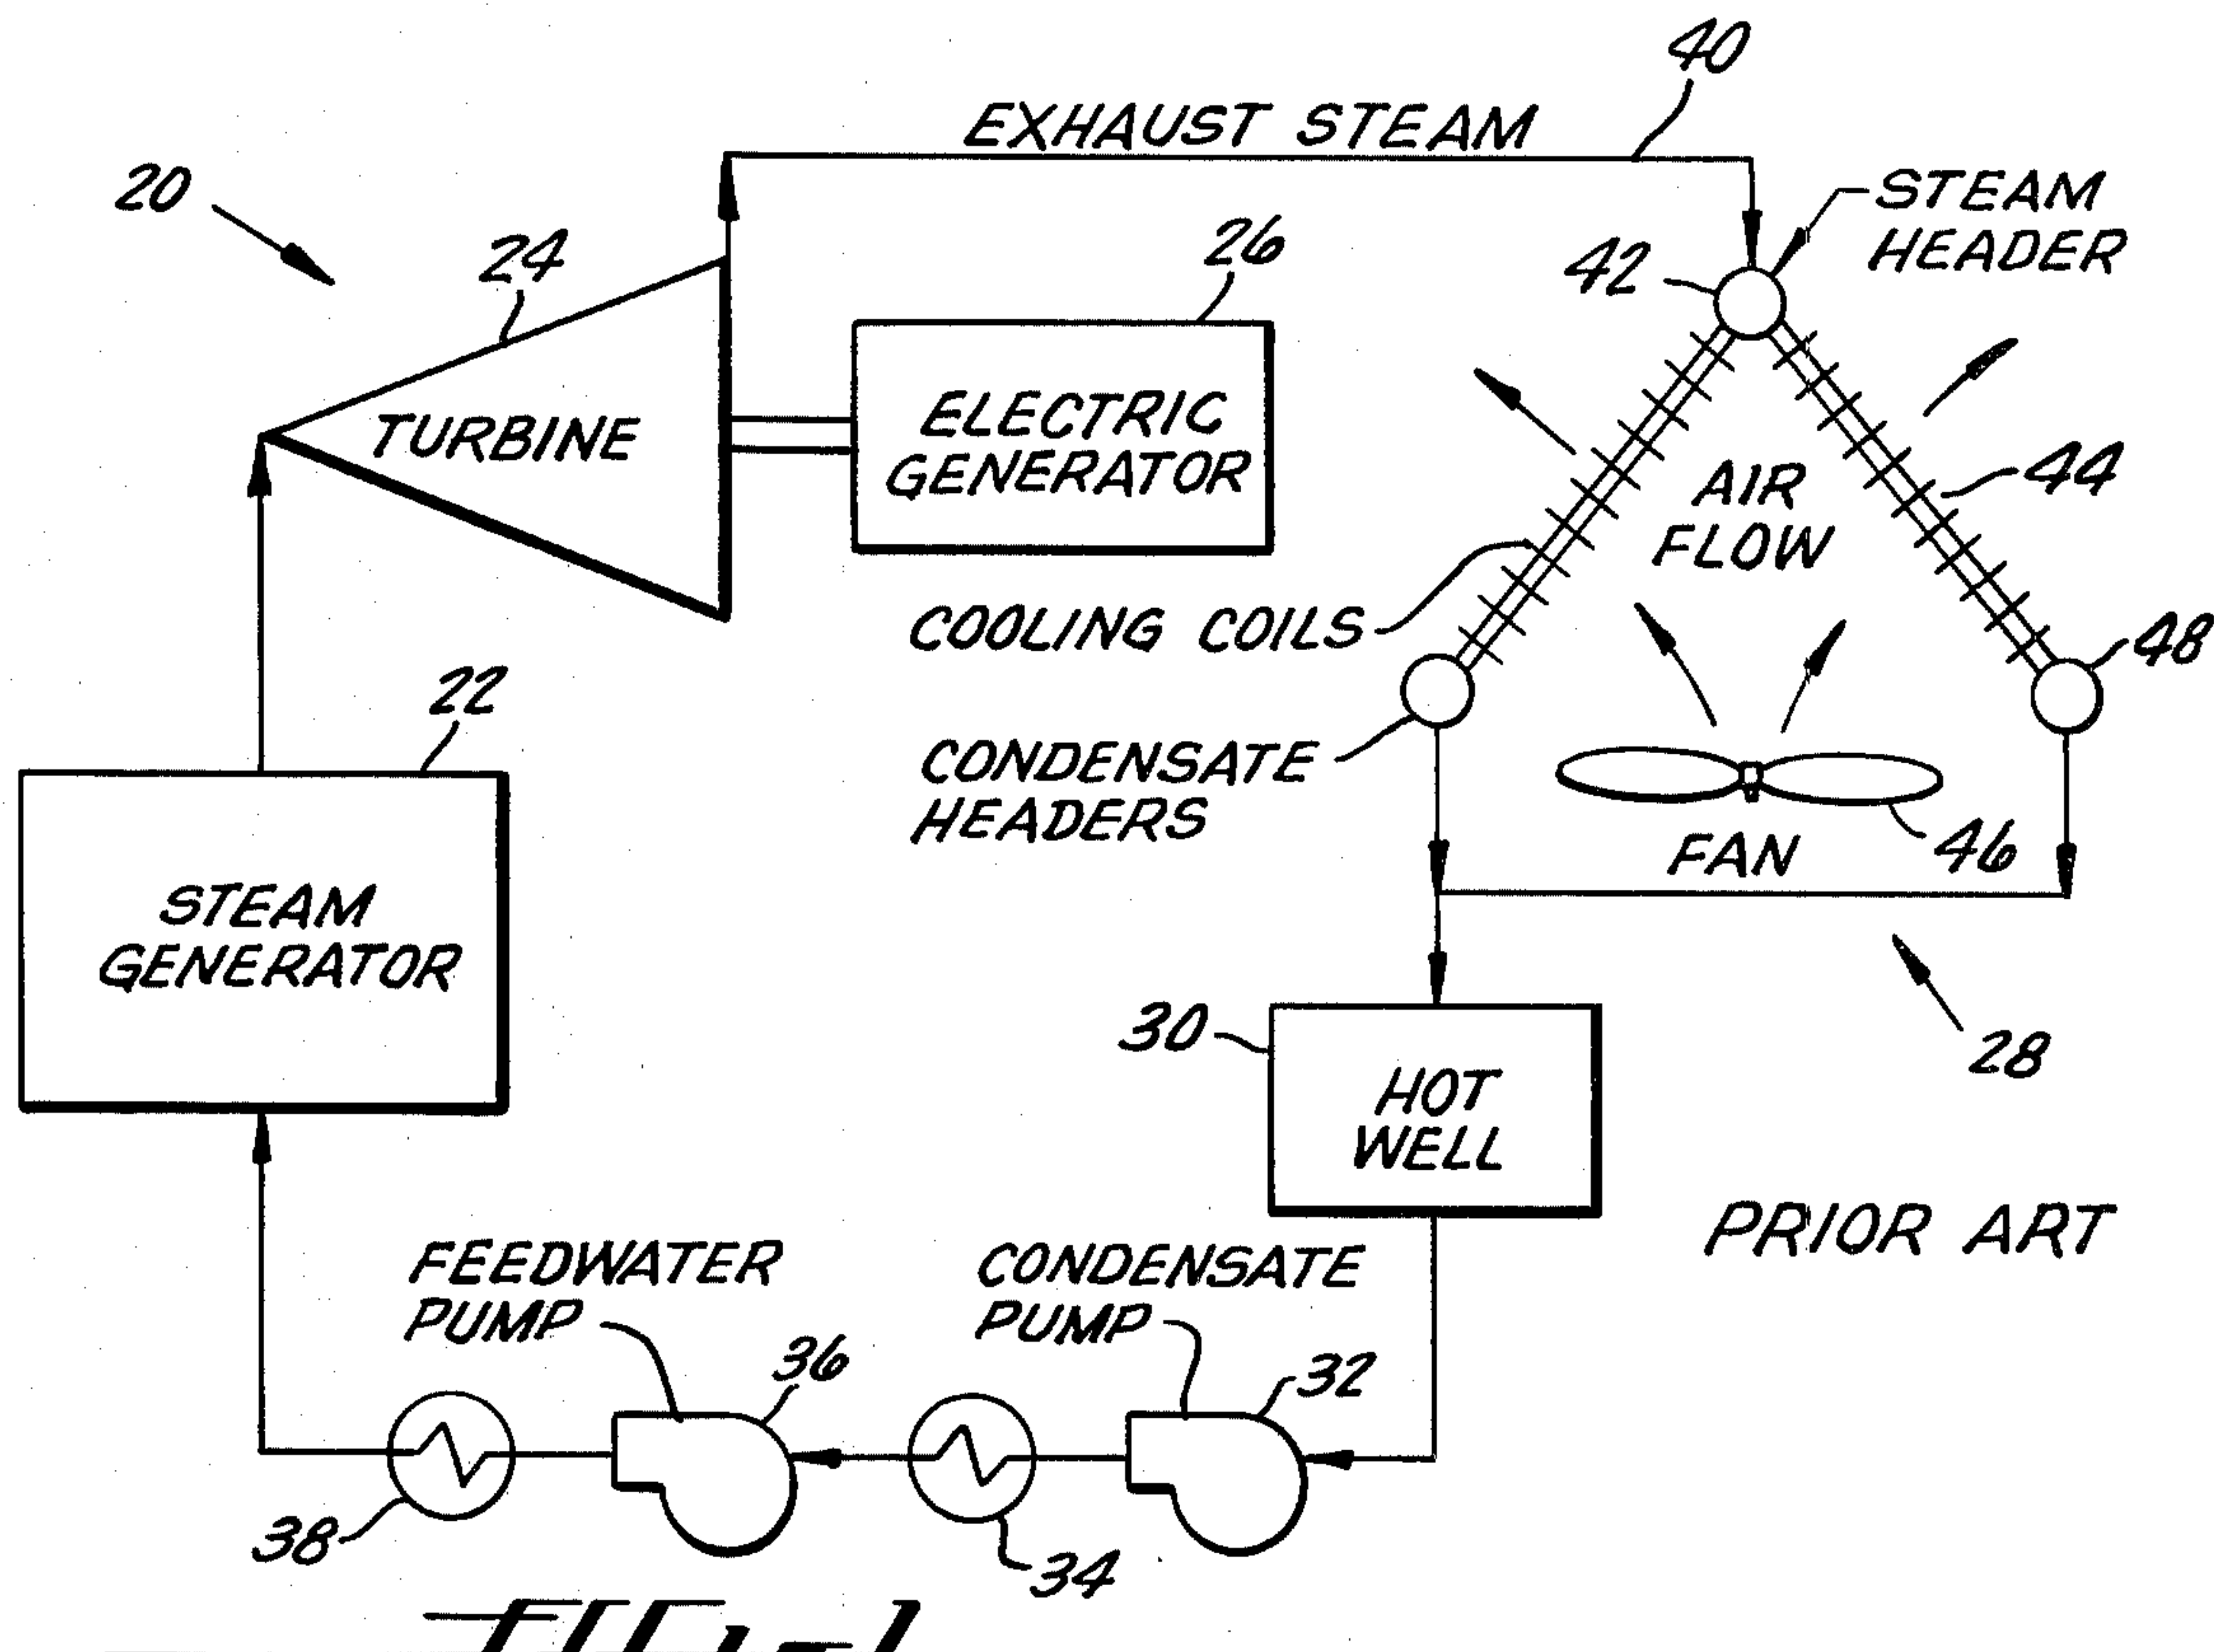 40
EXHAUST STEAM
20
STEAM
HEADER
24
26
42
TURBINE
ELECTRIC
GENERATOR
AIR
FLOW
44
COOLING COILS
48
22
CONDENSATE
HEADERS
FAN
46
STEAM
GENERATOR
30
28
HOT
WELL
PRIOR ART
FEEDWATER
PUMP
CONDENSATE
PUMP
36
32
38
34